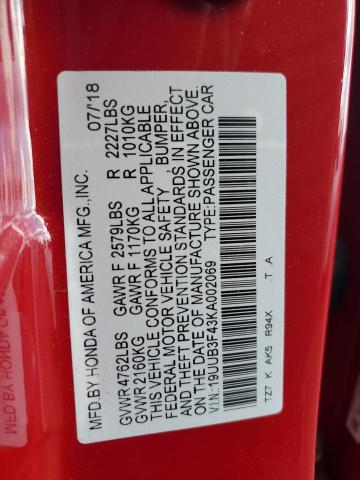 MFD. BY HONDA OF AMERICA MFG., INC. 07/18
GVWR 4762LBS GAWR F 2579LBS R 2227LBS
GVWR 2160KG GAWR F 1170KG R 1010KG
THIS VEHICLE CONFORMS TO ALL APPLICABLE
FEDERAL MOTOR VEHICLE SAFETY , BUMPER,
AND THEFT PREVENTION STANDARDS IN EFFECT
ON THE DATE OF MANUFACTURE SHOWN ABOVE.
V.I.N.:19UUB3F43KA002069 TYPE:PASSENGER CAR
TZ7 K AK5 R94X .T .A